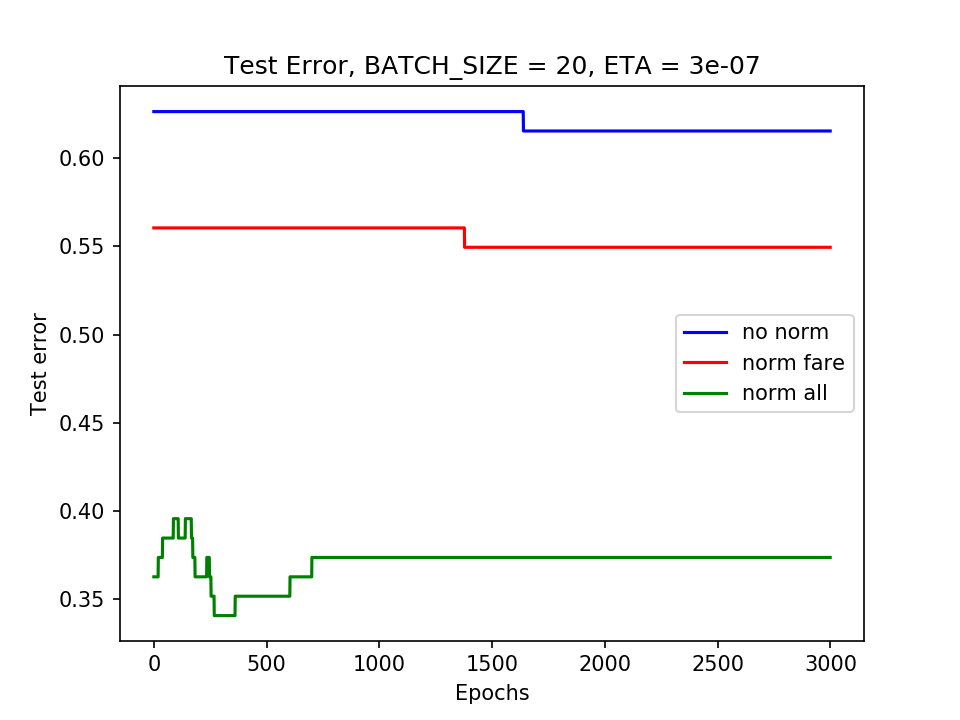 Test Error, BATCH_SIZE = 20, ETA = 3e-07
Test error
0.60
0.55
0.50
0.45
0.40
0.35
no norm
norm fare
norm all
0 500 1000 1500 2000 2500 3000
Epochs